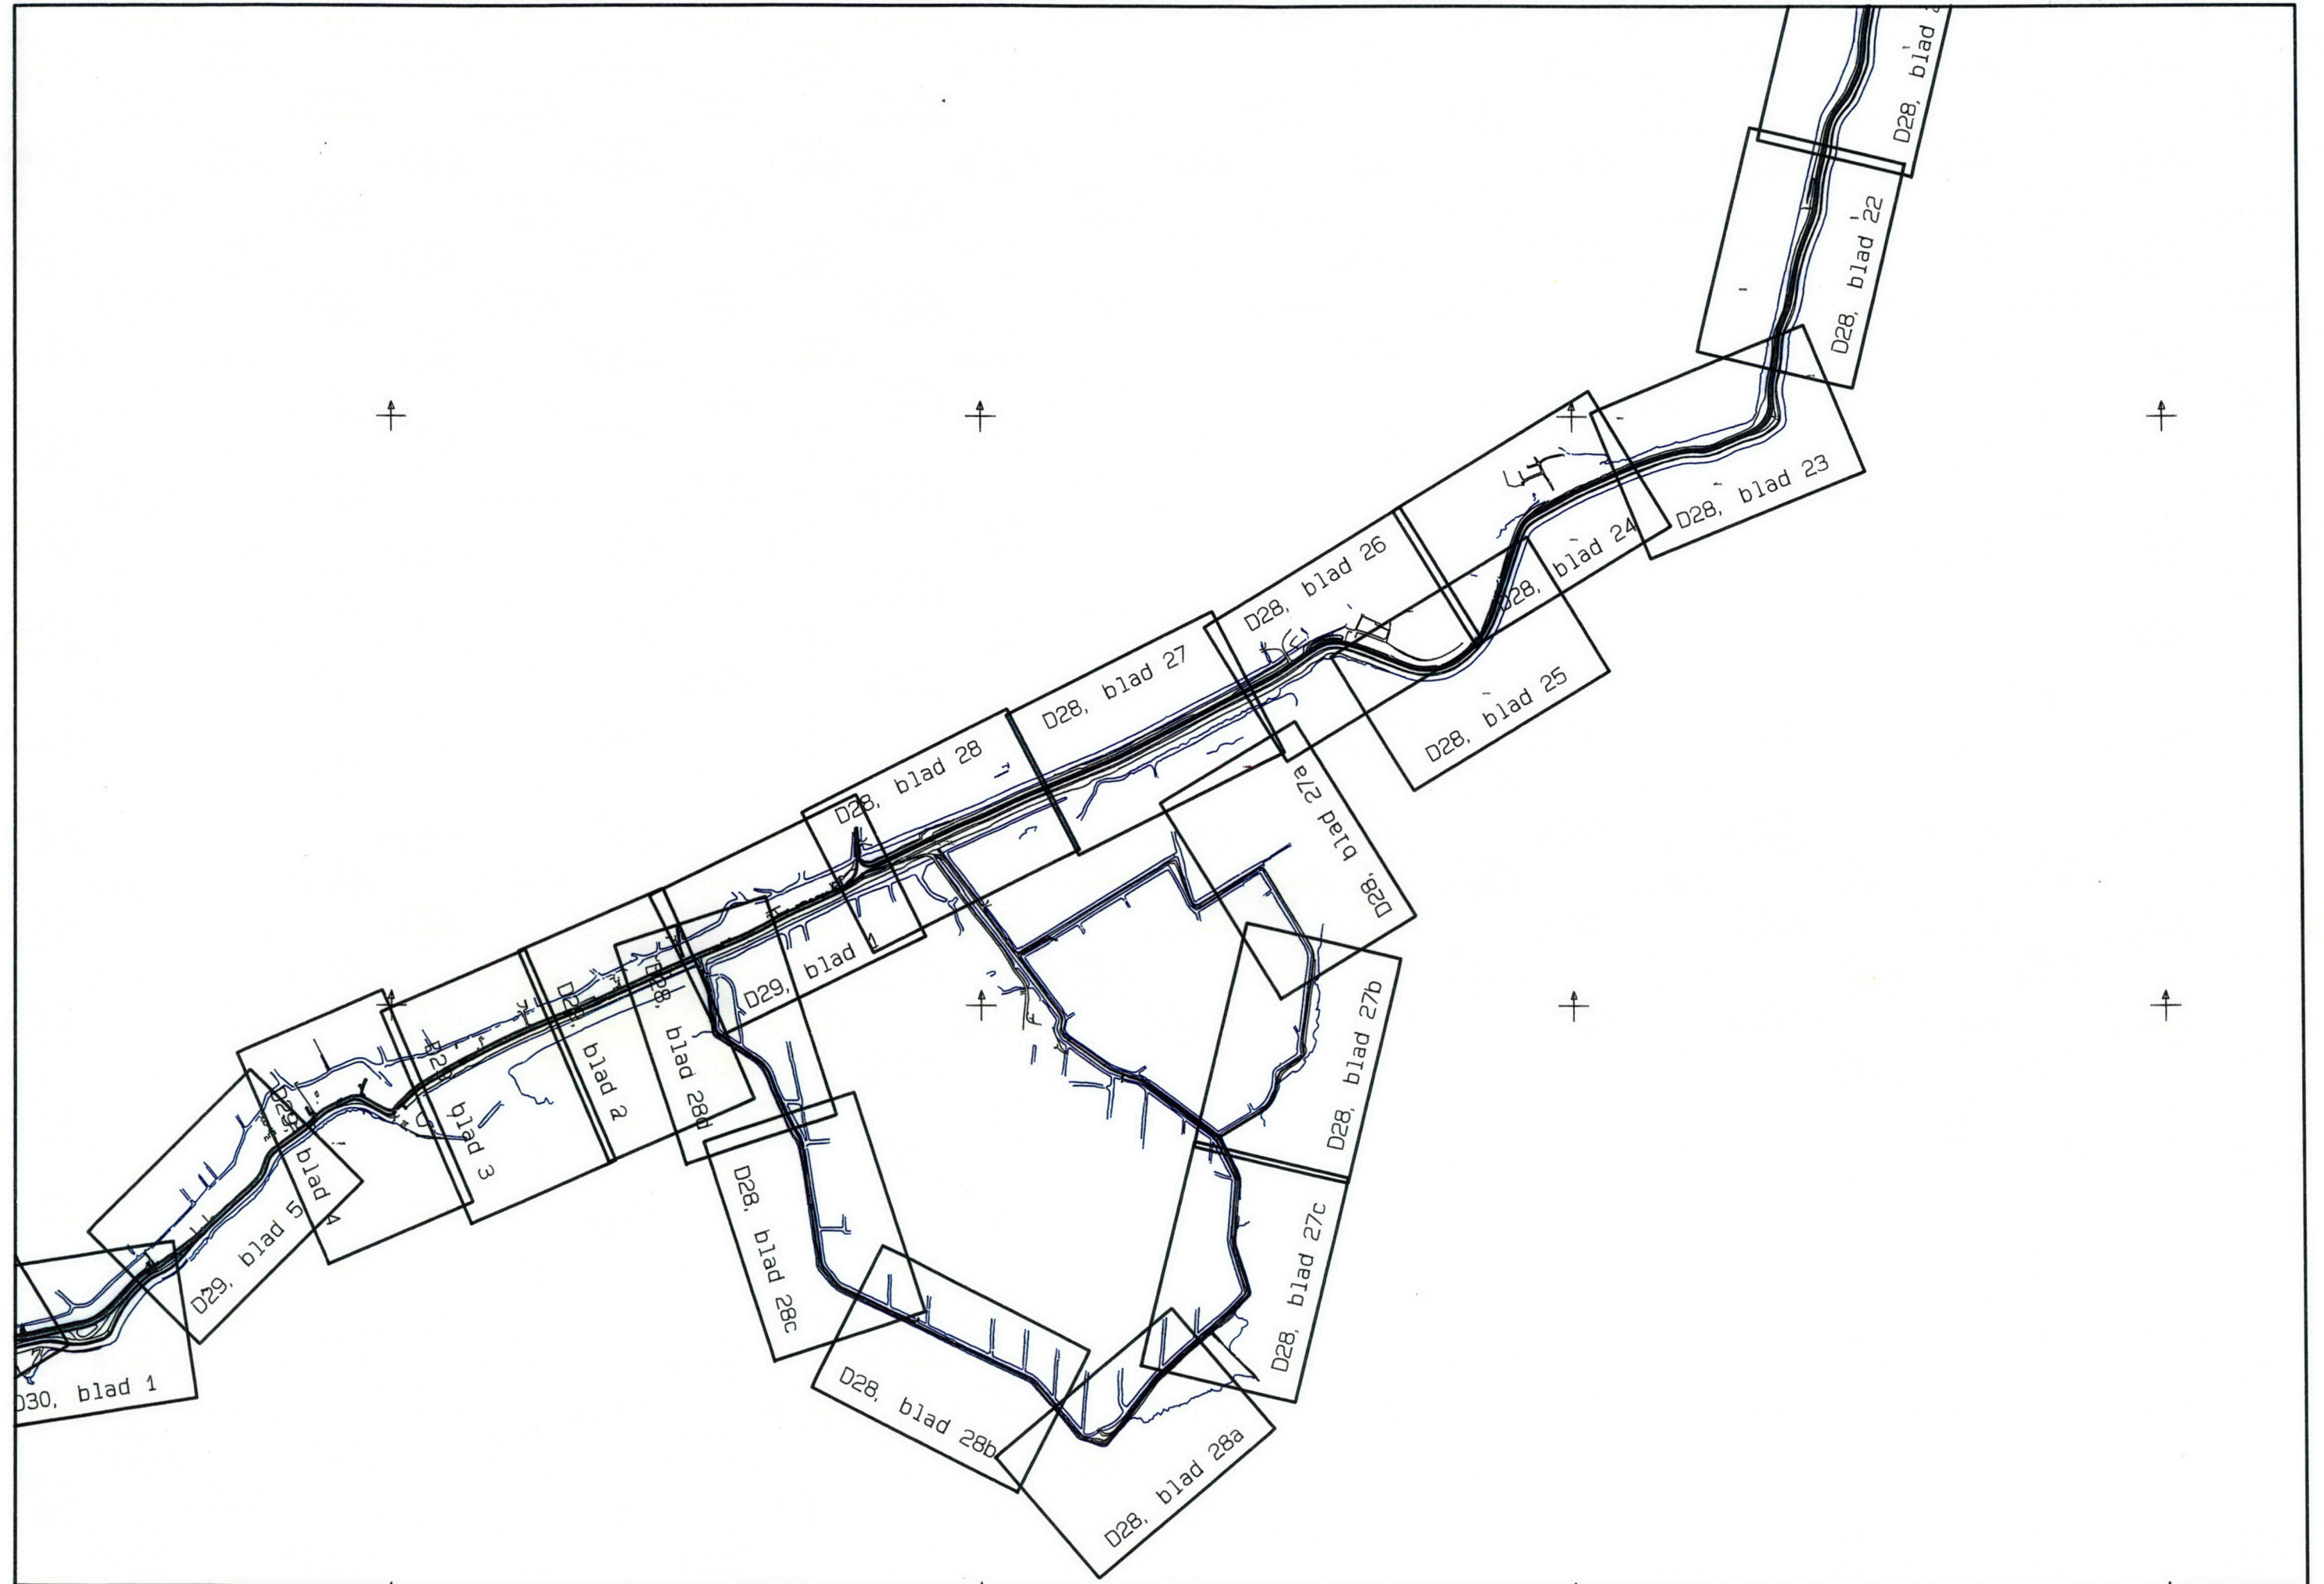 D28, blad
D28, blad 22
D28, blad 23
D28, blad 24
D28, blad 25
D28, blad 26
D28, blad 27
D28, blad 27a
D28, blad 28
D29, blad 1
D28, blad 27b
D28, blad 28d
blad 2
blad 3
D29, blad 4
D29, blad 5
D28, blad 28c
D28, blad 27c
D30, blad 1
D28, blad 28b
D28, blad 28a